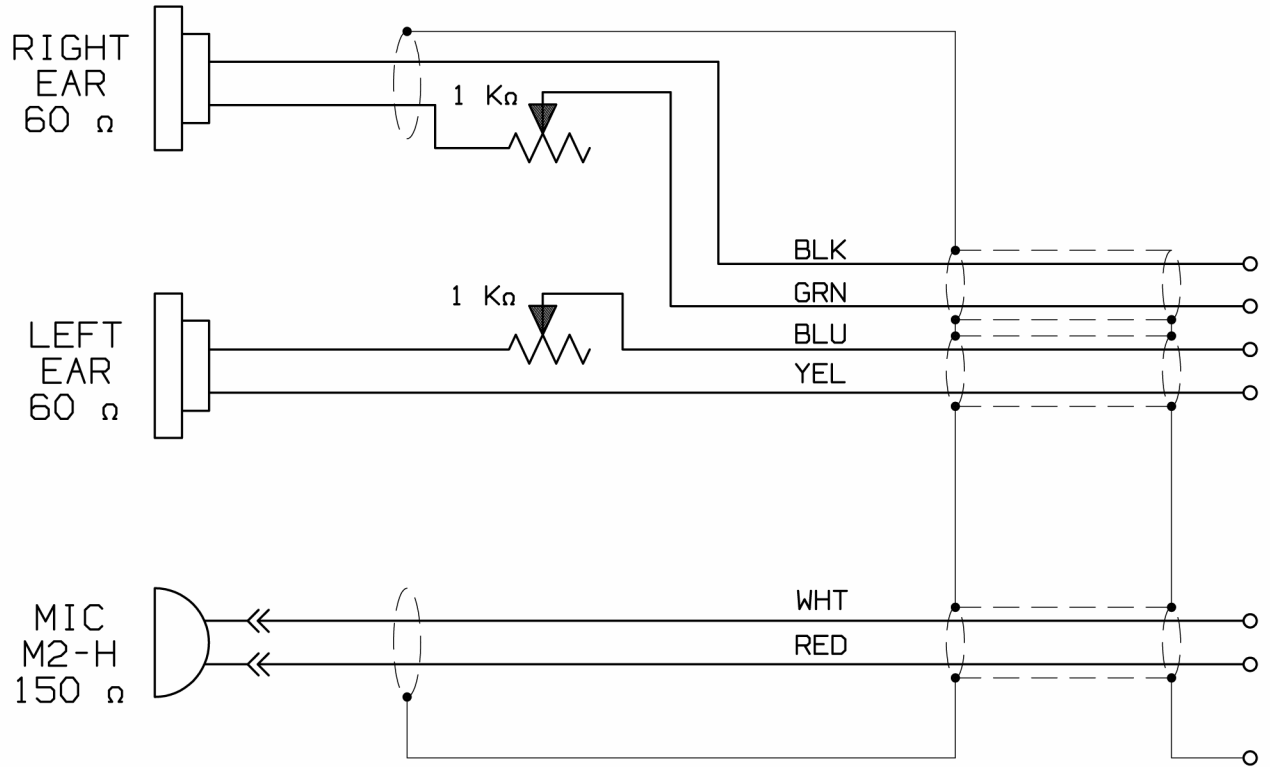 RIGHT
EAR
60 Ω
1 KΩ
BLK
GRN
1 KΩ
BLU
YEL
LEFT
EAR
60 Ω
WHT
RED
MIC
M2-H
150 Ω